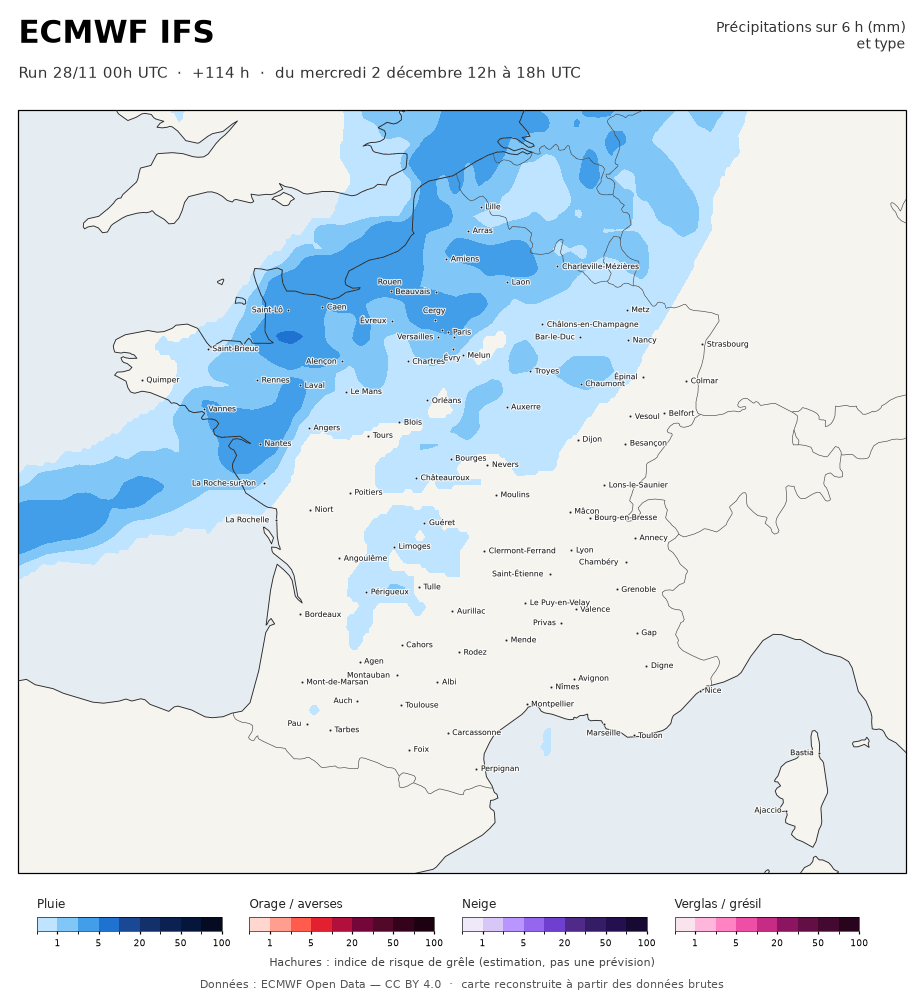 ECMWF IFS
Précipitations sur 6 h (mm)
et type
Run 28/11 00h UTC · +114 h · du mercredi 2 décembre 12h à 18h UTC
Lille
Arras
Amiens
Charleville-Mézières
Rouen
Laon
Beauvais
Saint-Lô
Caen
Cergy
Metz
Évreux
Châlons-en-Champagne
Paris
Versailles
Bar-le-Duc
Nancy
Strasbourg
Saint-Brieuc
Évry
Melun
Alençon
Chartres
Troyes
Épinal
Quimper
Rennes
Laval
Chaumont
Colmar
Le Mans
Orléans
Auxerre
Vannes
Vesoul
Belfort
Blois
Angers
Tours
Dijon
Nantes
Besançon
Bourges
Nevers
Châteauroux
La Roche-sur-Yon
Lons-le-Saunier
Poitiers
Moulins
Niort
Mâcon
La Rochelle
Guéret
Bourg-en-Bresse
Annecy
Limoges
Clermont-Ferrand
Lyon
Angoulême
Chambéry
Saint-Étienne
Périgueux
Tulle
Grenoble
Le Puy-en-Velay
Aurillac
Valence
Bordeaux
Privas
Gap
Mende
Cahors
Rodez
Agen
Digne
Montauban
Mont-de-Marsan
Albi
Avignon
Nîmes
Nice
Auch
Toulouse
Montpellier
Pau
Tarbes
Carcassonne
Marseille
Toulon
Foix
Bastia
Perpignan
Ajaccio
Pluie
1 5 20 50 100
Orage / averses
1 5 20 50 100
Neige
1 5 20 50 100
Verglas / grésil
1 5 20 50 100
Hachures : indice de risque de grêle (estimation, pas une prévision)
Données : ECMWF Open Data — CC BY 4.0 · carte reconstruite à partir des données brutes